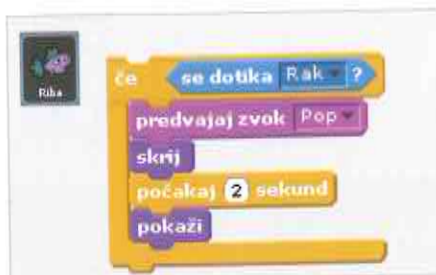 Riba
če se dotika Rak ?
predvajaj zvok Pop
skrij
počakaj 2 sekund
pokaži